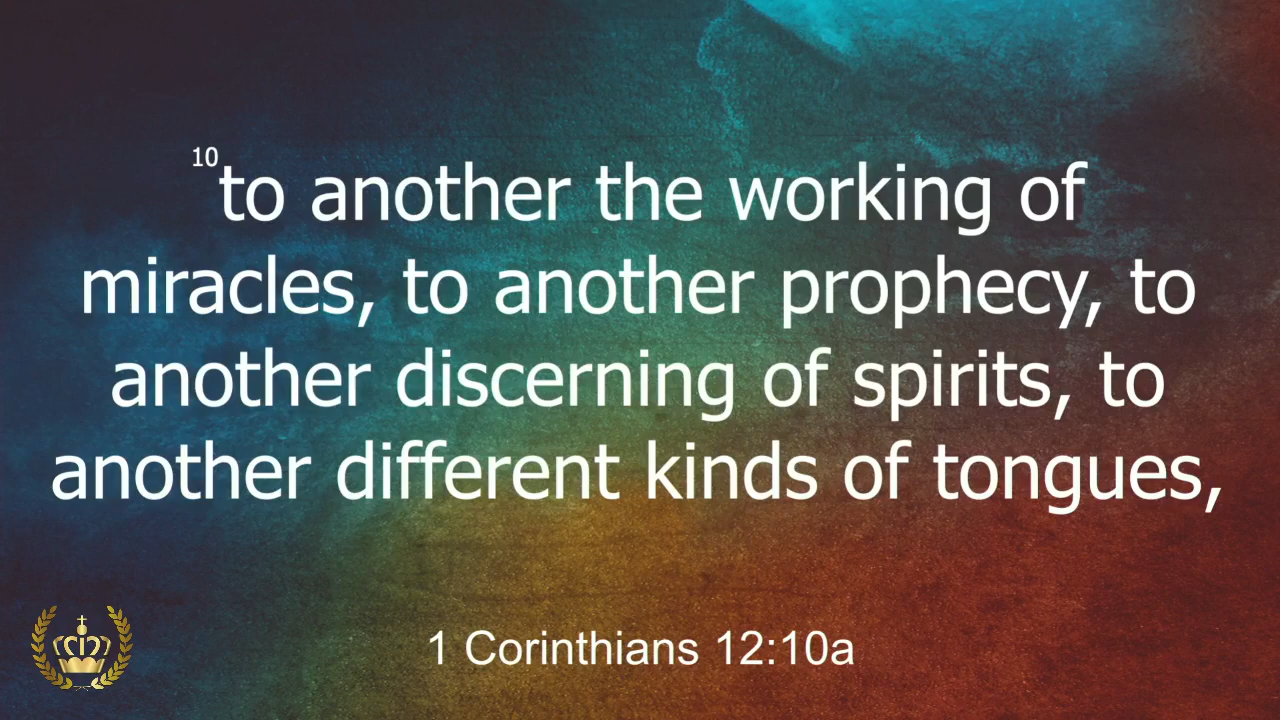 10to another the working of
miracles, to another prophecy, to
another discerning of spirits, to
another different kinds of tongues,
1 Corinthians 12:10a